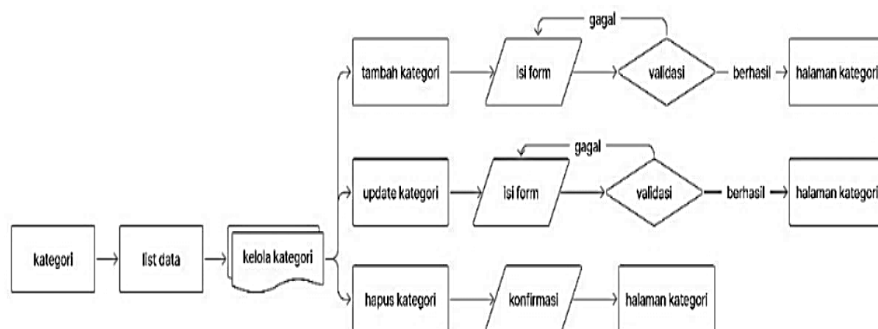 gagal
tambah kategori
isi form
validasi
berhasil
halaman kategori
gagal
update kategori
isi form
validasi
berhasil
halaman kategori
kategori
list data
kelola kategori
hapus kategori
konfirmasi
halaman kategori